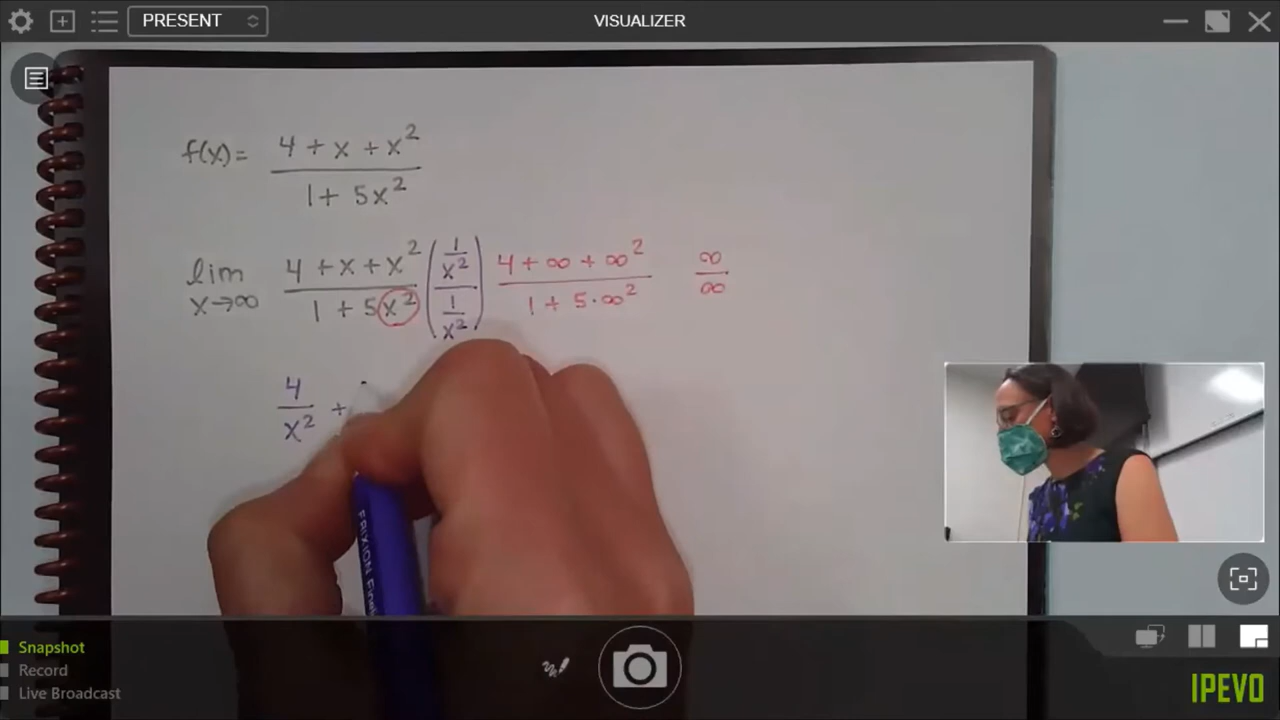 PRESENT
VISUALIZER
f(x) = (4 + x + x²)/(1 + 5x²)
lim x→∞ (4 + x + x²)/(1 + 5x²) ((1/x²)/(1/x²)) (4 + ∞ + ∞²)/(1 + 5·∞²) ∞/∞
4/x² +
FRIXION
Snapshot
Record
Live Broadcast
IPEVO